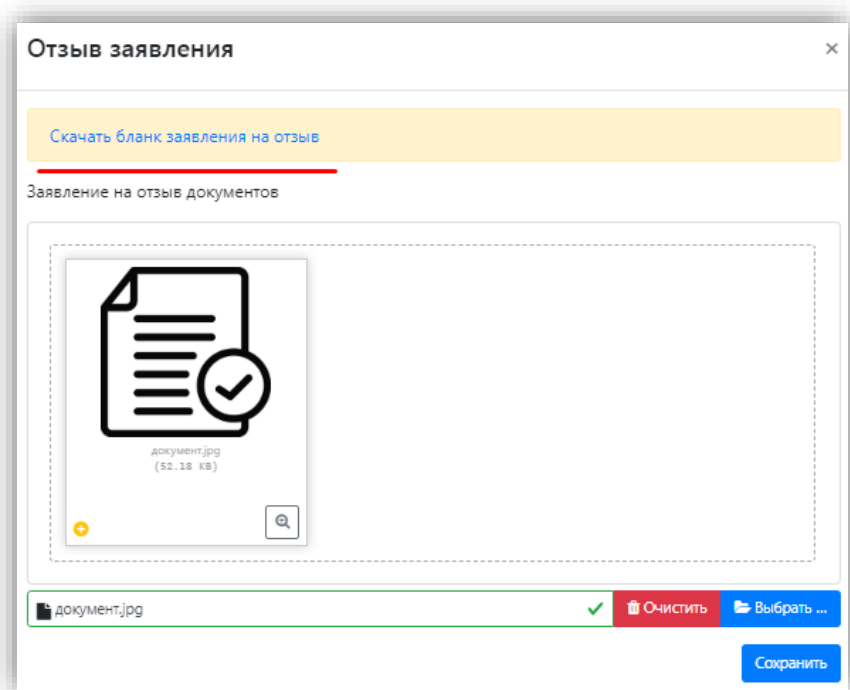 Отзыв заявления
Скачать бланк заявления на отзыв
Заявление на отзыв документов
документ.jpg
(52.18 KB)
документ.jpg
Очистить
Выбрать ...
Сохранить